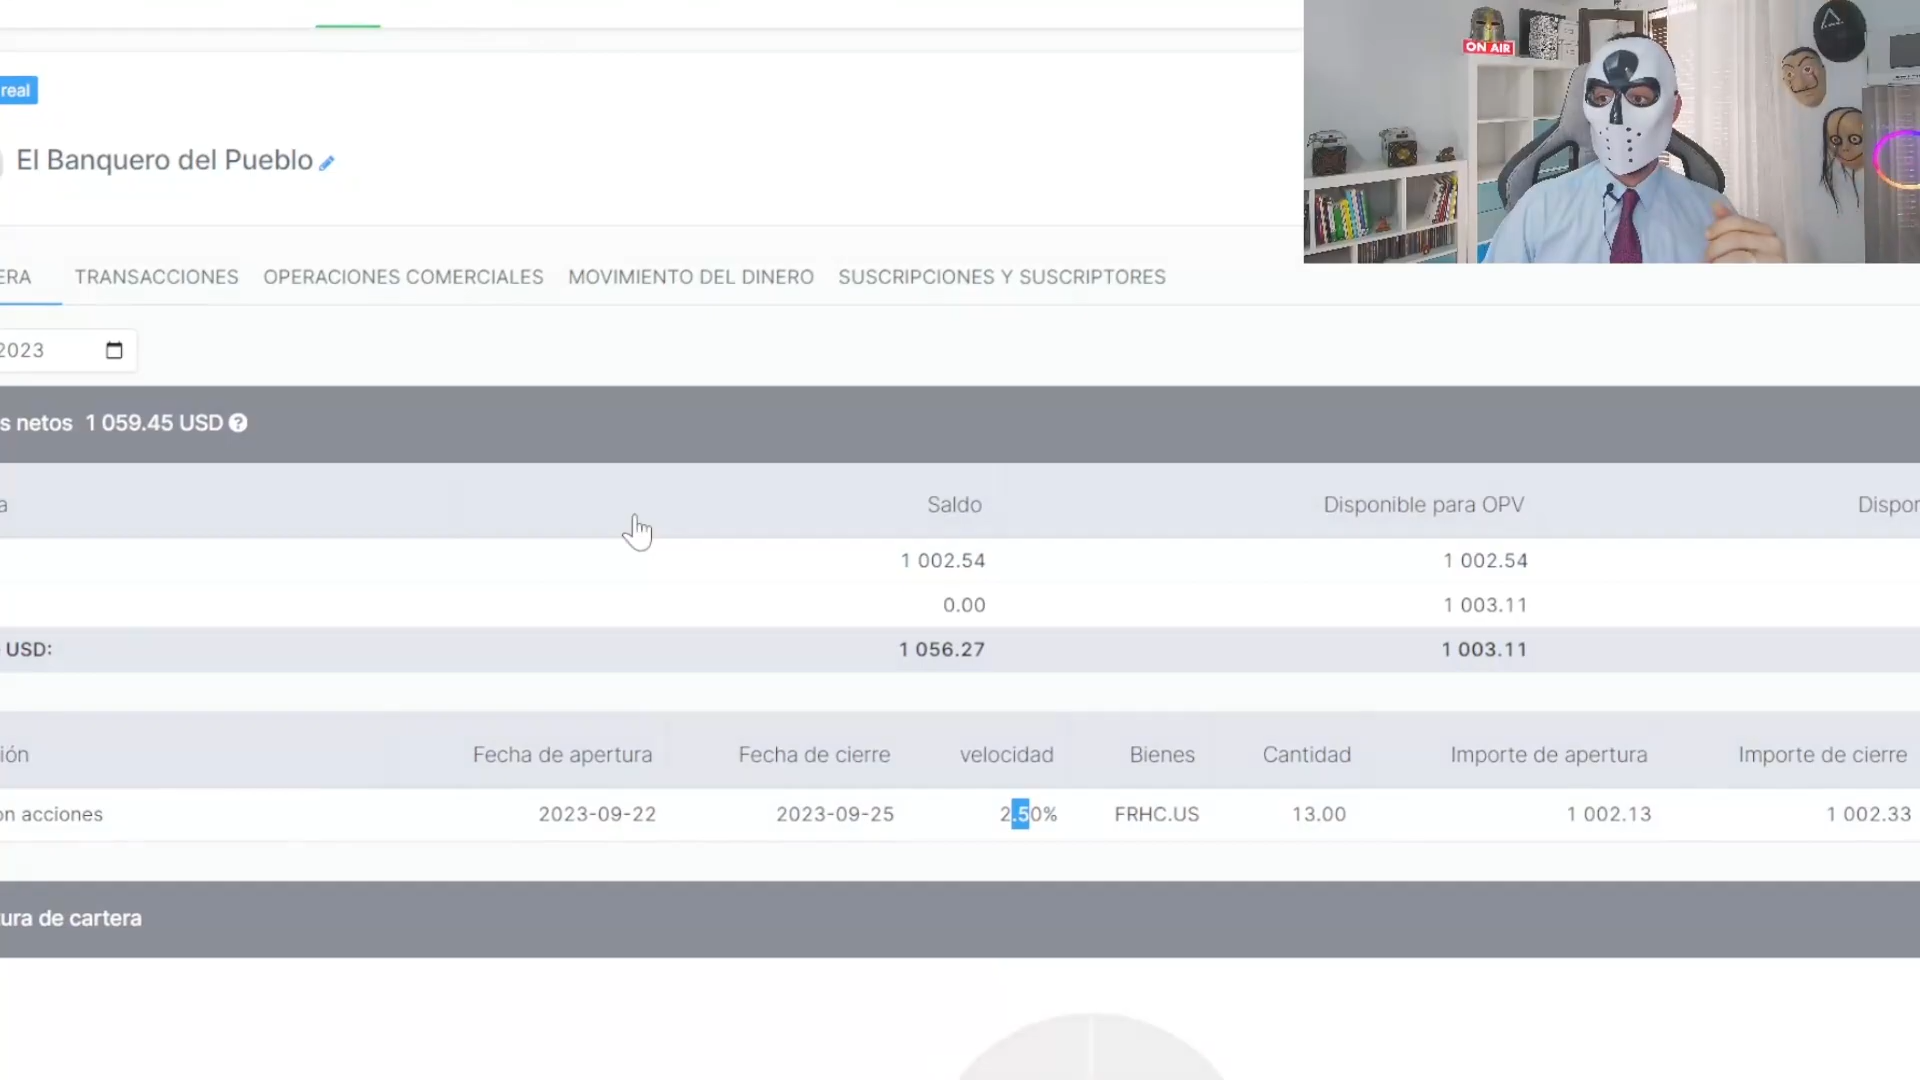 real
ON AIR
El Banquero del Pueblo
ERA TRANSACCIONES OPERACIONES COMERCIALES MOVIMIENTO DEL DINERO SUSCRIPCIONES Y SUSCRIPTORES
2023
s netos 1 059.45 USD ?
a Saldo Disponible para OPV Dispor
1 002.54 1 002.54
0.00 1 003.11
USD: 1 056.27 1 003.11
ión Fecha de apertura Fecha de cierre velocidad Bienes Cantidad Importe de apertura Importe de cierre
on acciones 2023-09-22 2023-09-25 2.50% FRHC.US 13.00 1 002.13 1 002.33
ura de cartera